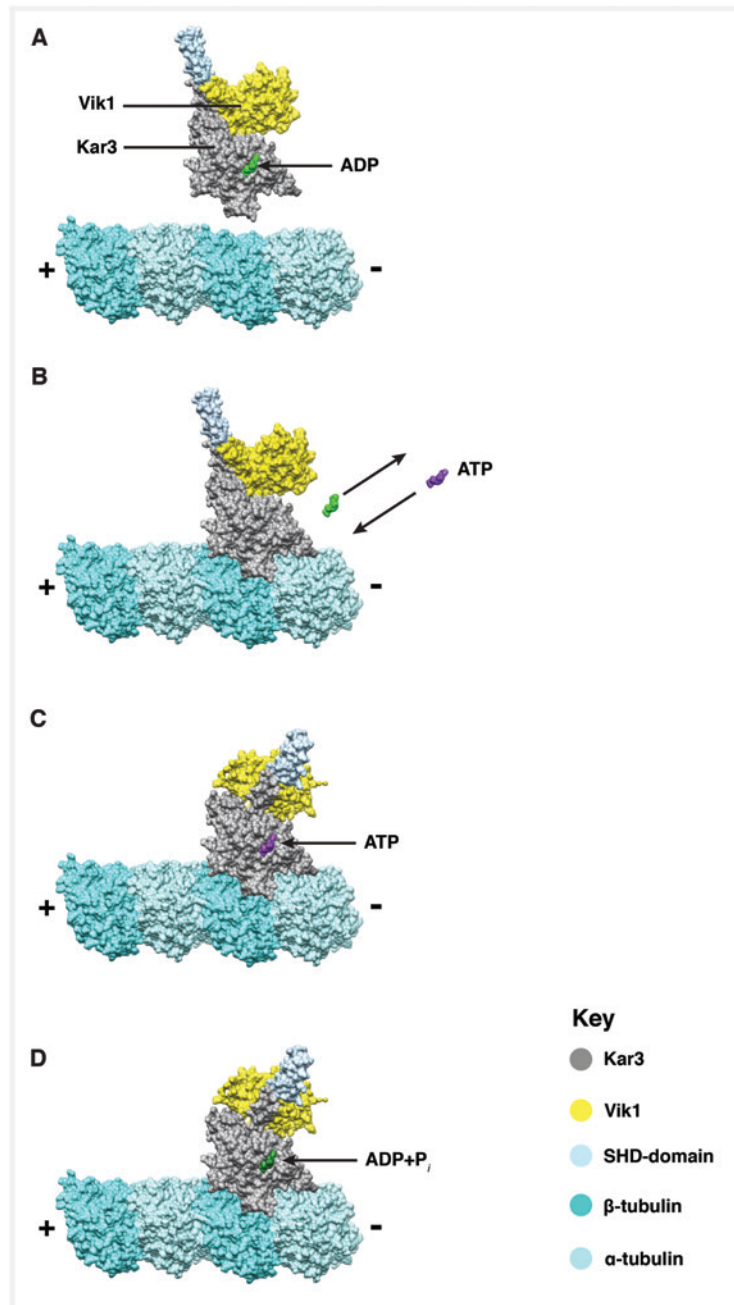 A
Vik1
Kar3
ADP
+ -
B
ATP
+ -
C
ATP
+ -
D
ADP+Pi
+ -
Key
Kar3
Vik1
SHD-domain
β-tubulin
α-tubulin